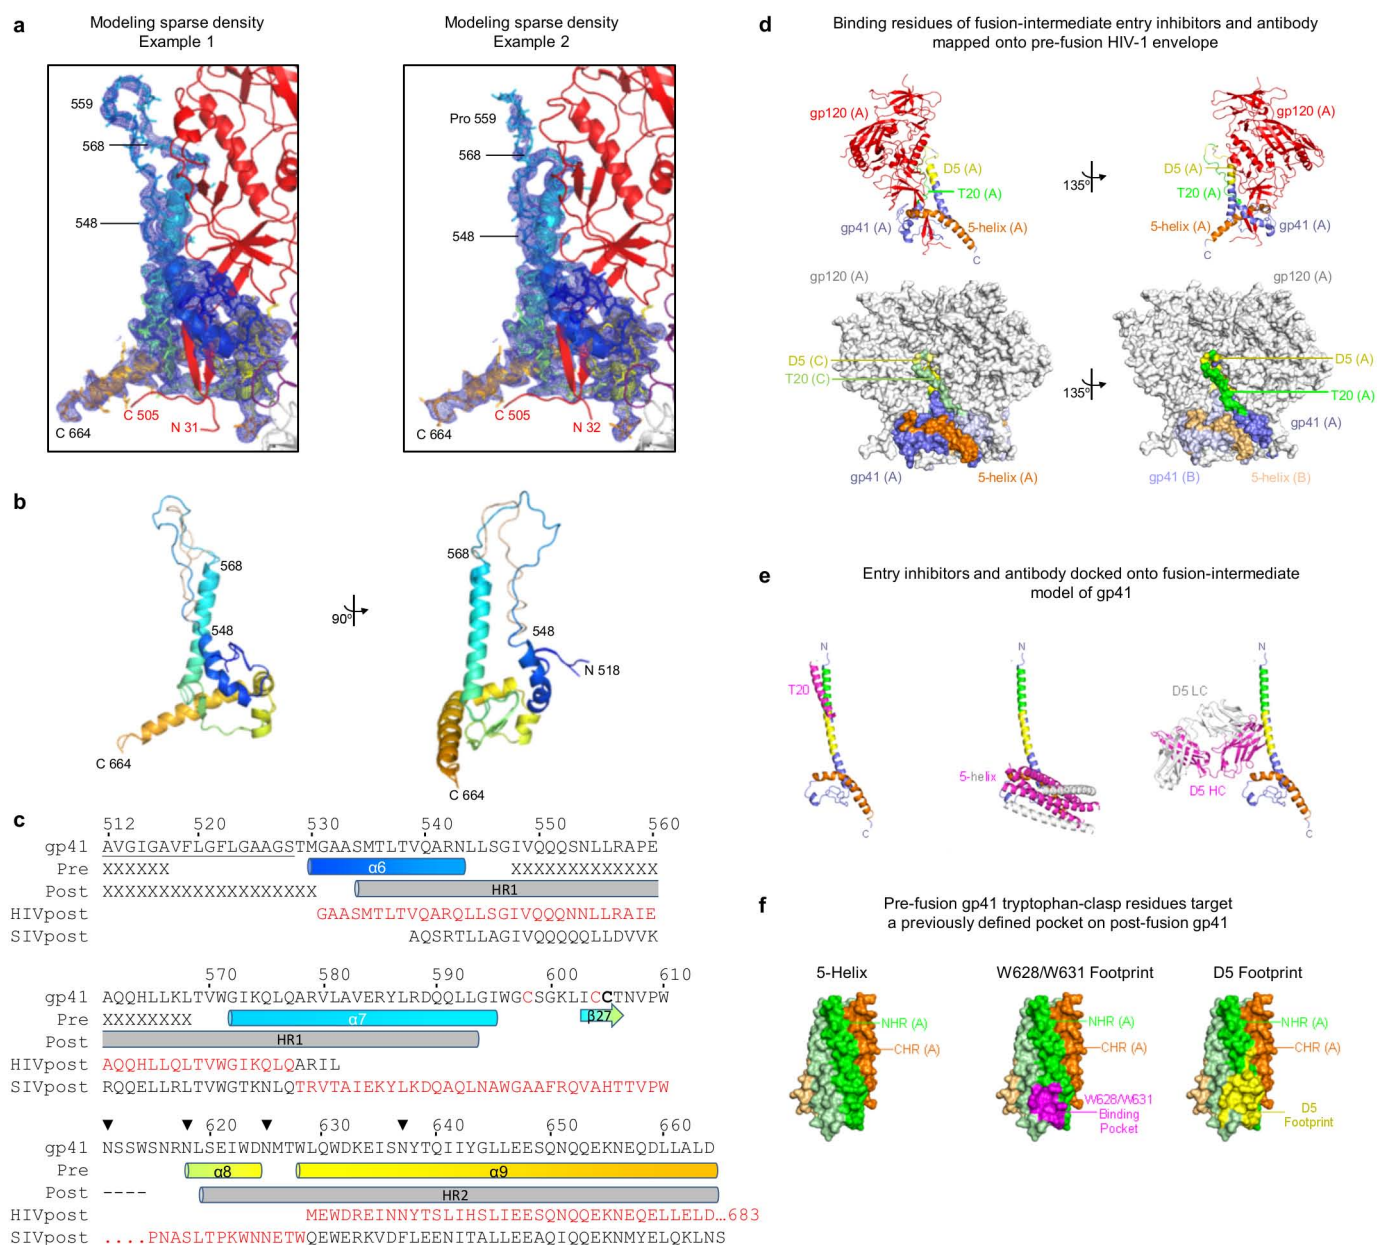 a
Modeling sparse density
Example 1
559
568
548
C 505
N 31
C 664
Modeling sparse density
Example 2
Pro 559
568
548
C 505
N 32
C 664
b
568
548
C 664
90º
568
548
N 518
C 664
c
512 520 530 540 550 560
gp41 AVGIGAVFLGFLGAAGSTMGAASMTLTVQARNLLSGIVQQQSNLLRAPE
Pre XXXXXX α6 XXXXXXXXXXXXX
Post XXXXXXXXXXXXXXXXXXX HR1
HIVpost GAASMTLTVQARQLLSGIVQQQNNLLRAIE
SIVpost AQSRTLLAGIVQQQQQLLDVVK
570 580 590 600 610
gp41 AQQHLLKLTVWGIKQLQARVLAVERYLRDQQLLGIWGCSGKLICCTNVPW
Pre XXXXXXXX α7 β27
Post HR1
HIVpost AQQHLLQLTVWGIKQLQARIL
SIVpost RQQELLRLTVWGTKNLQTRVTAIEKYLKDQAQLNAWGAAFRQVAHTTVPW
620 630 640 650 660
gp41 NSSWSNRNLSEIWDNMTWLQWDKEISNYTQIIYGLLEESQNQQEKNEQDLLALD
Pre α8 α9
Post ---- HR2
HIVpost MEWDREINNYTSLIHSLIEESQNQQEKNEQELLELD…683
SIVpost ....PNASLTPKWNNETWQEWERKVDFLEENITALLEEAQIQQEKNMYELQKLNS
d
Binding residues of fusion-intermediate entry inhibitors and antibody
mapped onto pre-fusion HIV-1 envelope
gp120 (A)
D5 (A)
T20 (A)
gp41 (A)
5-helix (A)
C
135º
gp120 (A)
D5 (A)
T20 (A)
5-helix (A)
gp41 (A)
C
gp120 (A)
D5 (C)
T20 (C)
gp41 (A)
5-helix (A)
135º
gp120 (A)
D5 (A)
T20 (A)
gp41 (A)
gp41 (B)
5-helix (B)
e
Entry inhibitors and antibody docked onto fusion-intermediate
model of gp41
N
T20
C
N
5-helix
N
D5 LC
D5 HC
C
f
Pre-fusion gp41 tryptophan-clasp residues target
a previously defined pocket on post-fusion gp41
5-Helix
NHR (A)
CHR (A)
W628/W631 Footprint
NHR (A)
CHR (A)
W628/W631
Binding
Pocket
D5 Footprint
NHR (A)
CHR (A)
D5
Footprint